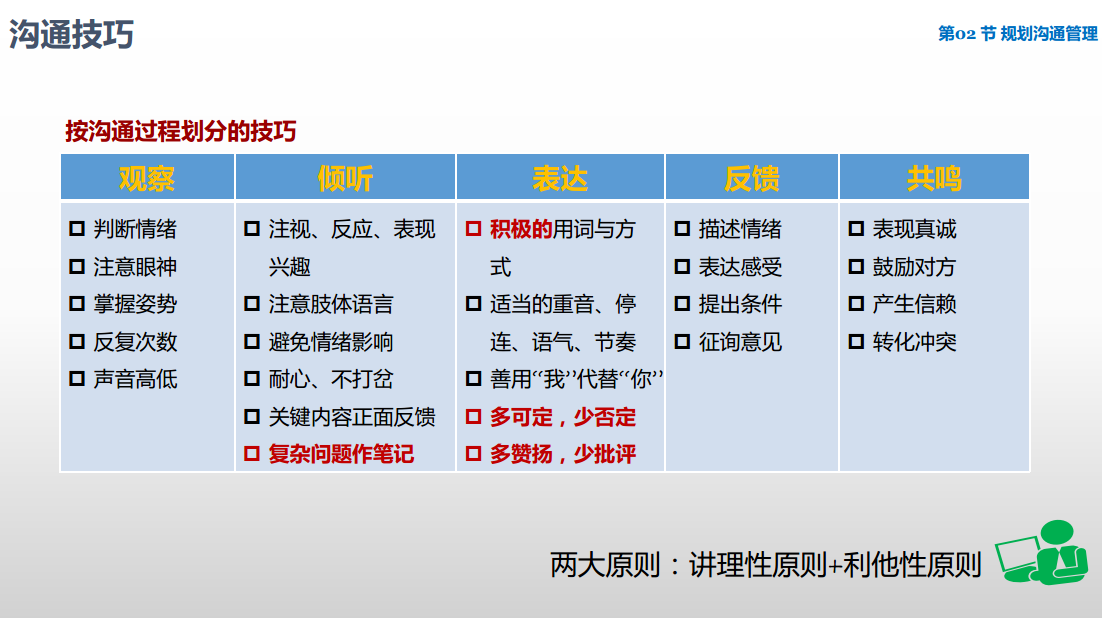 沟通技巧
第02 节 规划沟通管理
按沟通过程划分的技巧
观察
倾听
表达
反馈
共鸣
判断情绪
注意眼神
掌握姿势
反复次数
声音高低
注视、反应、表现
兴趣
注意肢体语言
避免情绪影响
耐心、不打岔
关键内容正面反馈
复杂问题作笔记
积极的用词与方
式
适当的重音、停
连、语气、节奏
善用“我”代替“你”
多可定，少否定
多赞扬，少批评
描述情绪
表达感受
提出条件
征询意见
表现真诚
鼓励对方
产生信赖
转化冲突
两大原则：讲理性原则+利他性原则